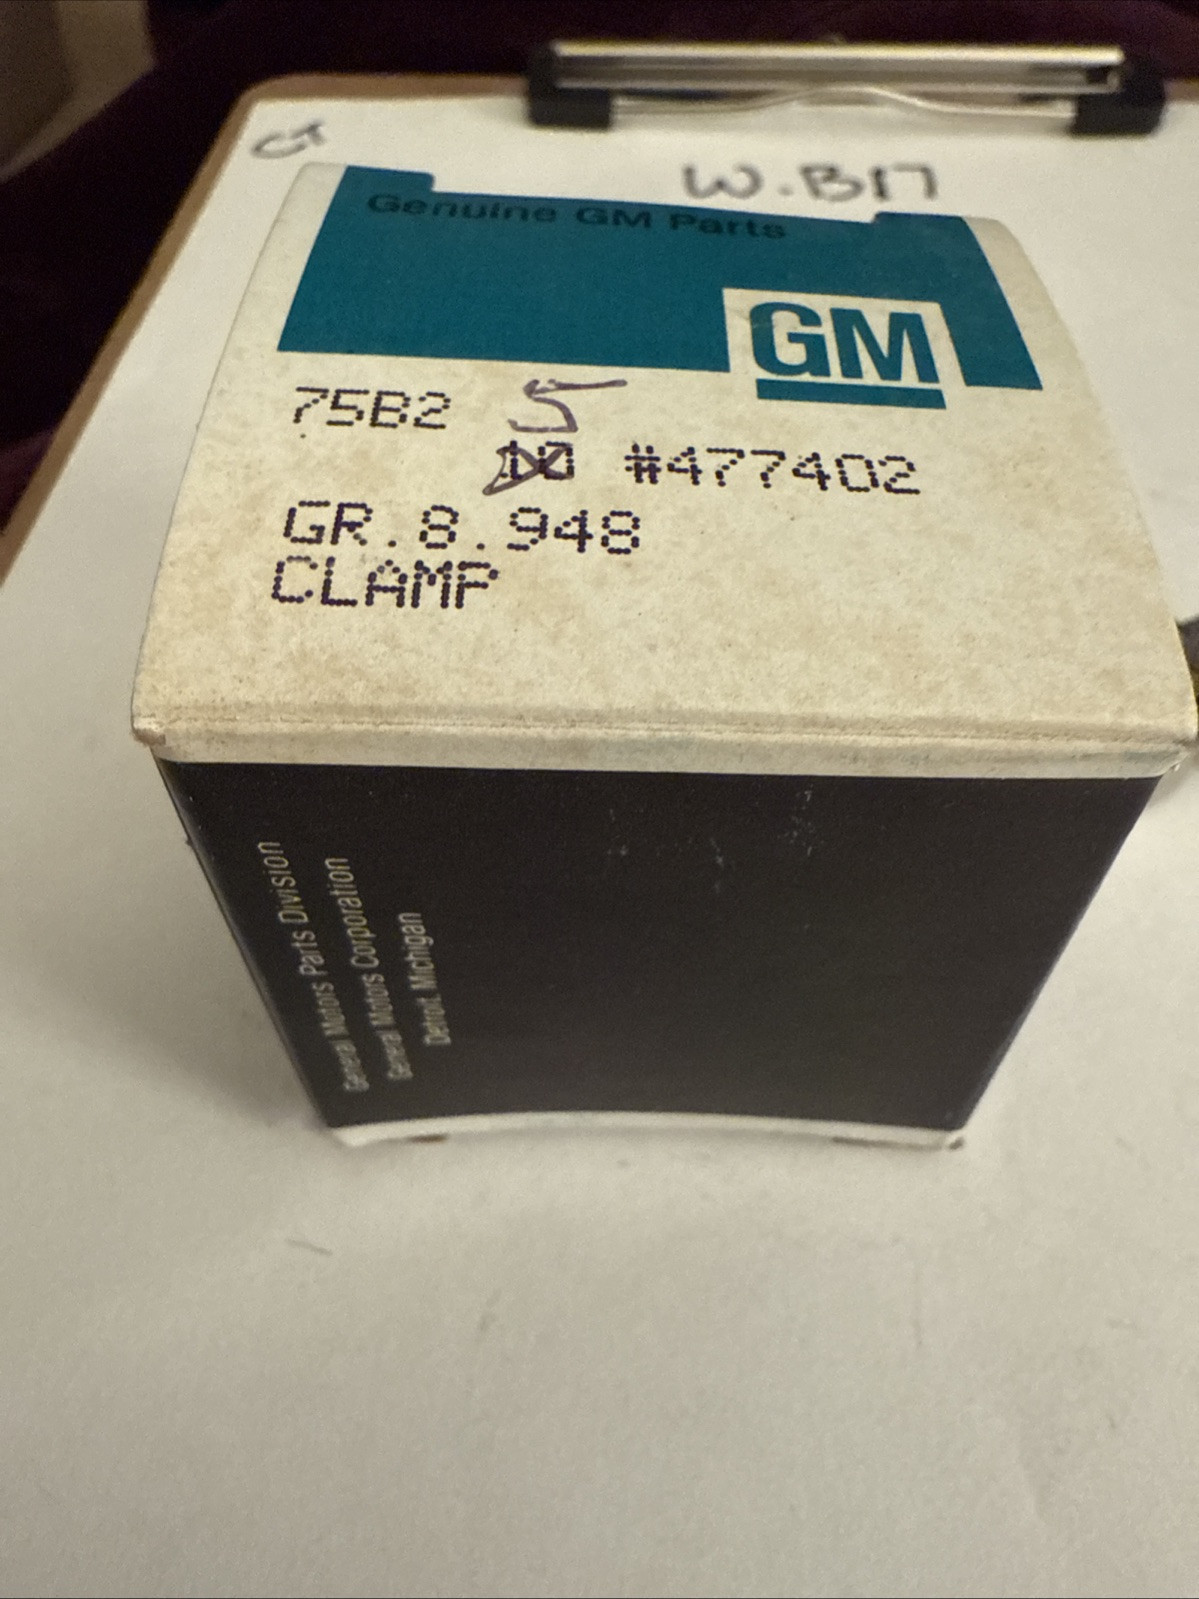 CT
W.B17
Genuine GM Parts
GM
75B2 5
10 #477402
GR.8.948
CLAMP
General Motors Parts Division
General Motors Corporation
Detroit, Michigan